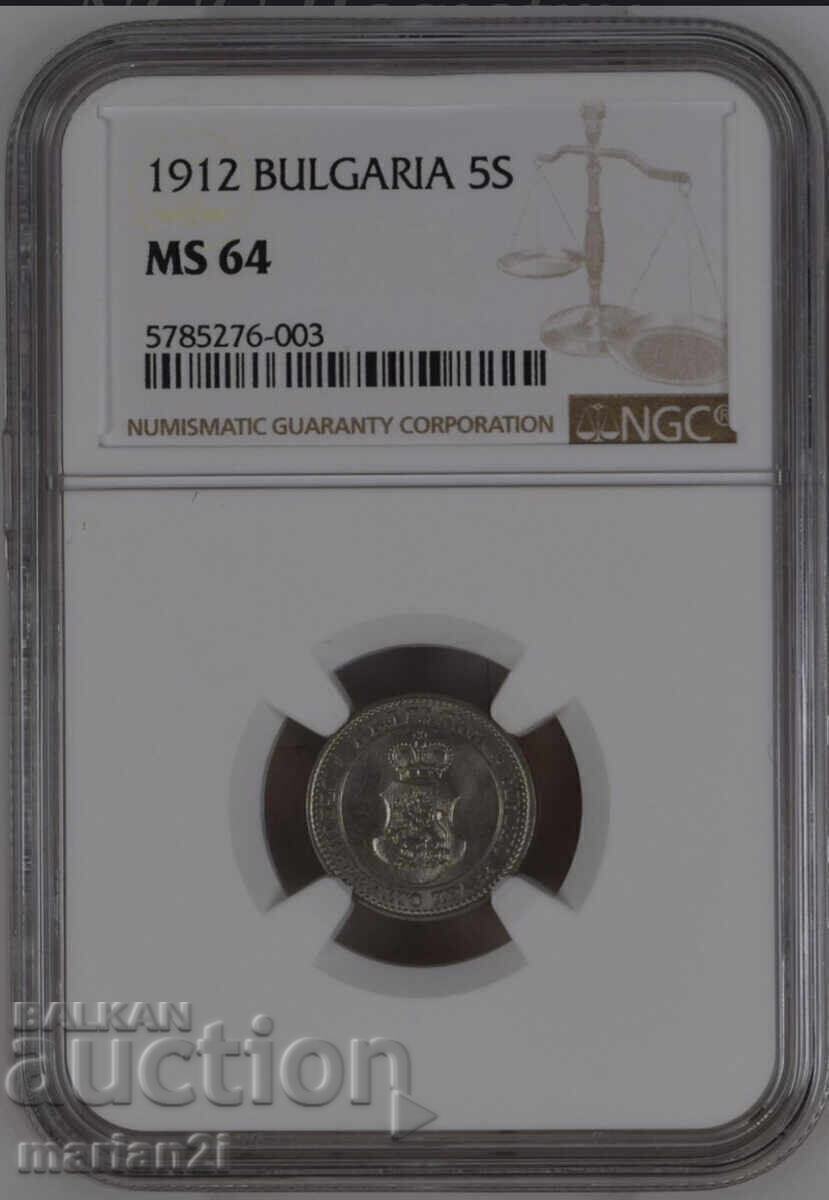 1912 BULGARIA 5S
MS 64
5785276-003
NUMISMATIC GUARANTY CORPORATION
NGC®
BALKAN
auction
marian2i